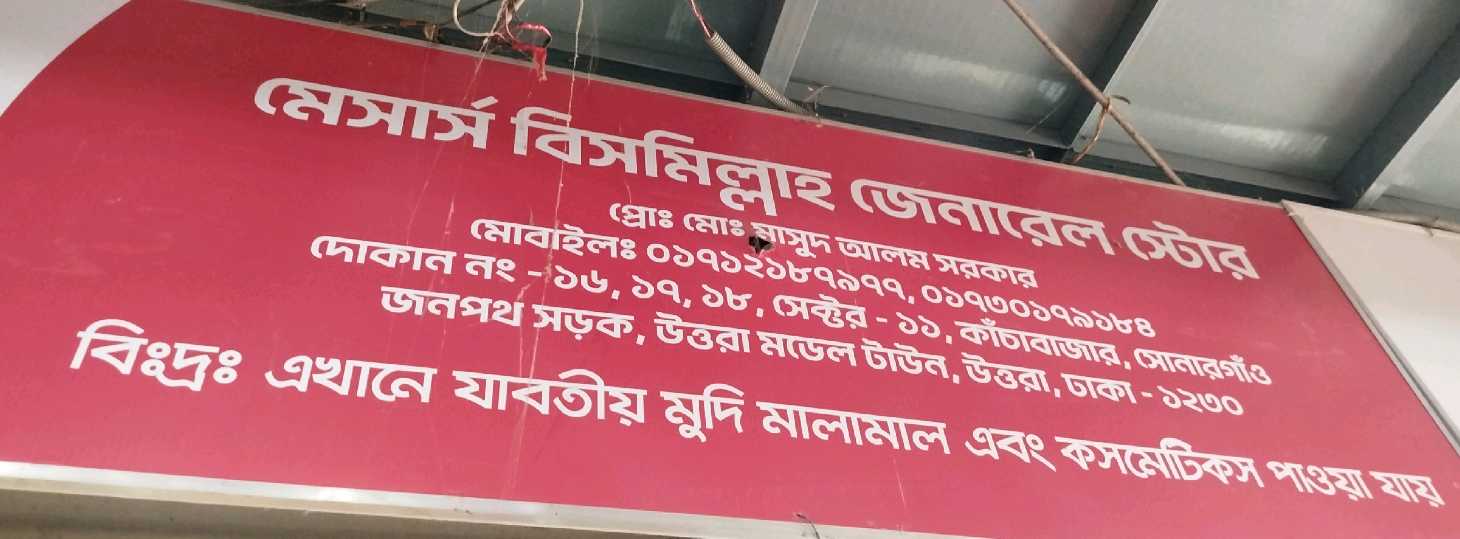 মেসার্স বিসমিল্লাহ জেনারেল স্টোর
প্রোঃ মোঃ মাসুদ আলম সরকার
মোবাইলঃ ০১৭১২১৮৭৯৭৭, ০১৭৩০১৭৯১৮৪
দোকান নং - ১৬, ১৭, ১৮, সেক্টর - ১১, কাঁচাবাজার, সোনারগাঁও
জনপথ সড়ক, উত্তরা মডেল টাউন, উত্তরা, ঢাকা - ১২৩০
বিঃদ্রঃ এখানে যাবতীয় মুদি মালামাল এবং কসমেটিকস পাওয়া যায়